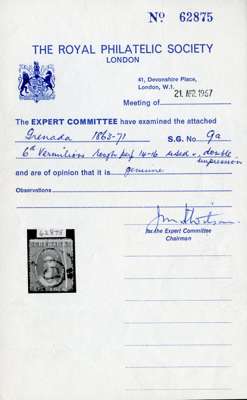 No 62875
THE ROYAL PHILATELIC SOCIETY
LONDON
41, Devonshire Place,
London, W.1.
Meeting of 21 APR. 1967
The EXPERT COMMITTEE have examined the attached
Grenada 1863-71 S.G. No 9a
6d Vermilion rough perf 14-16 used double
impression
and are of opinion that it is genuine
Observations
for the Expert Committee
Chairman
62875